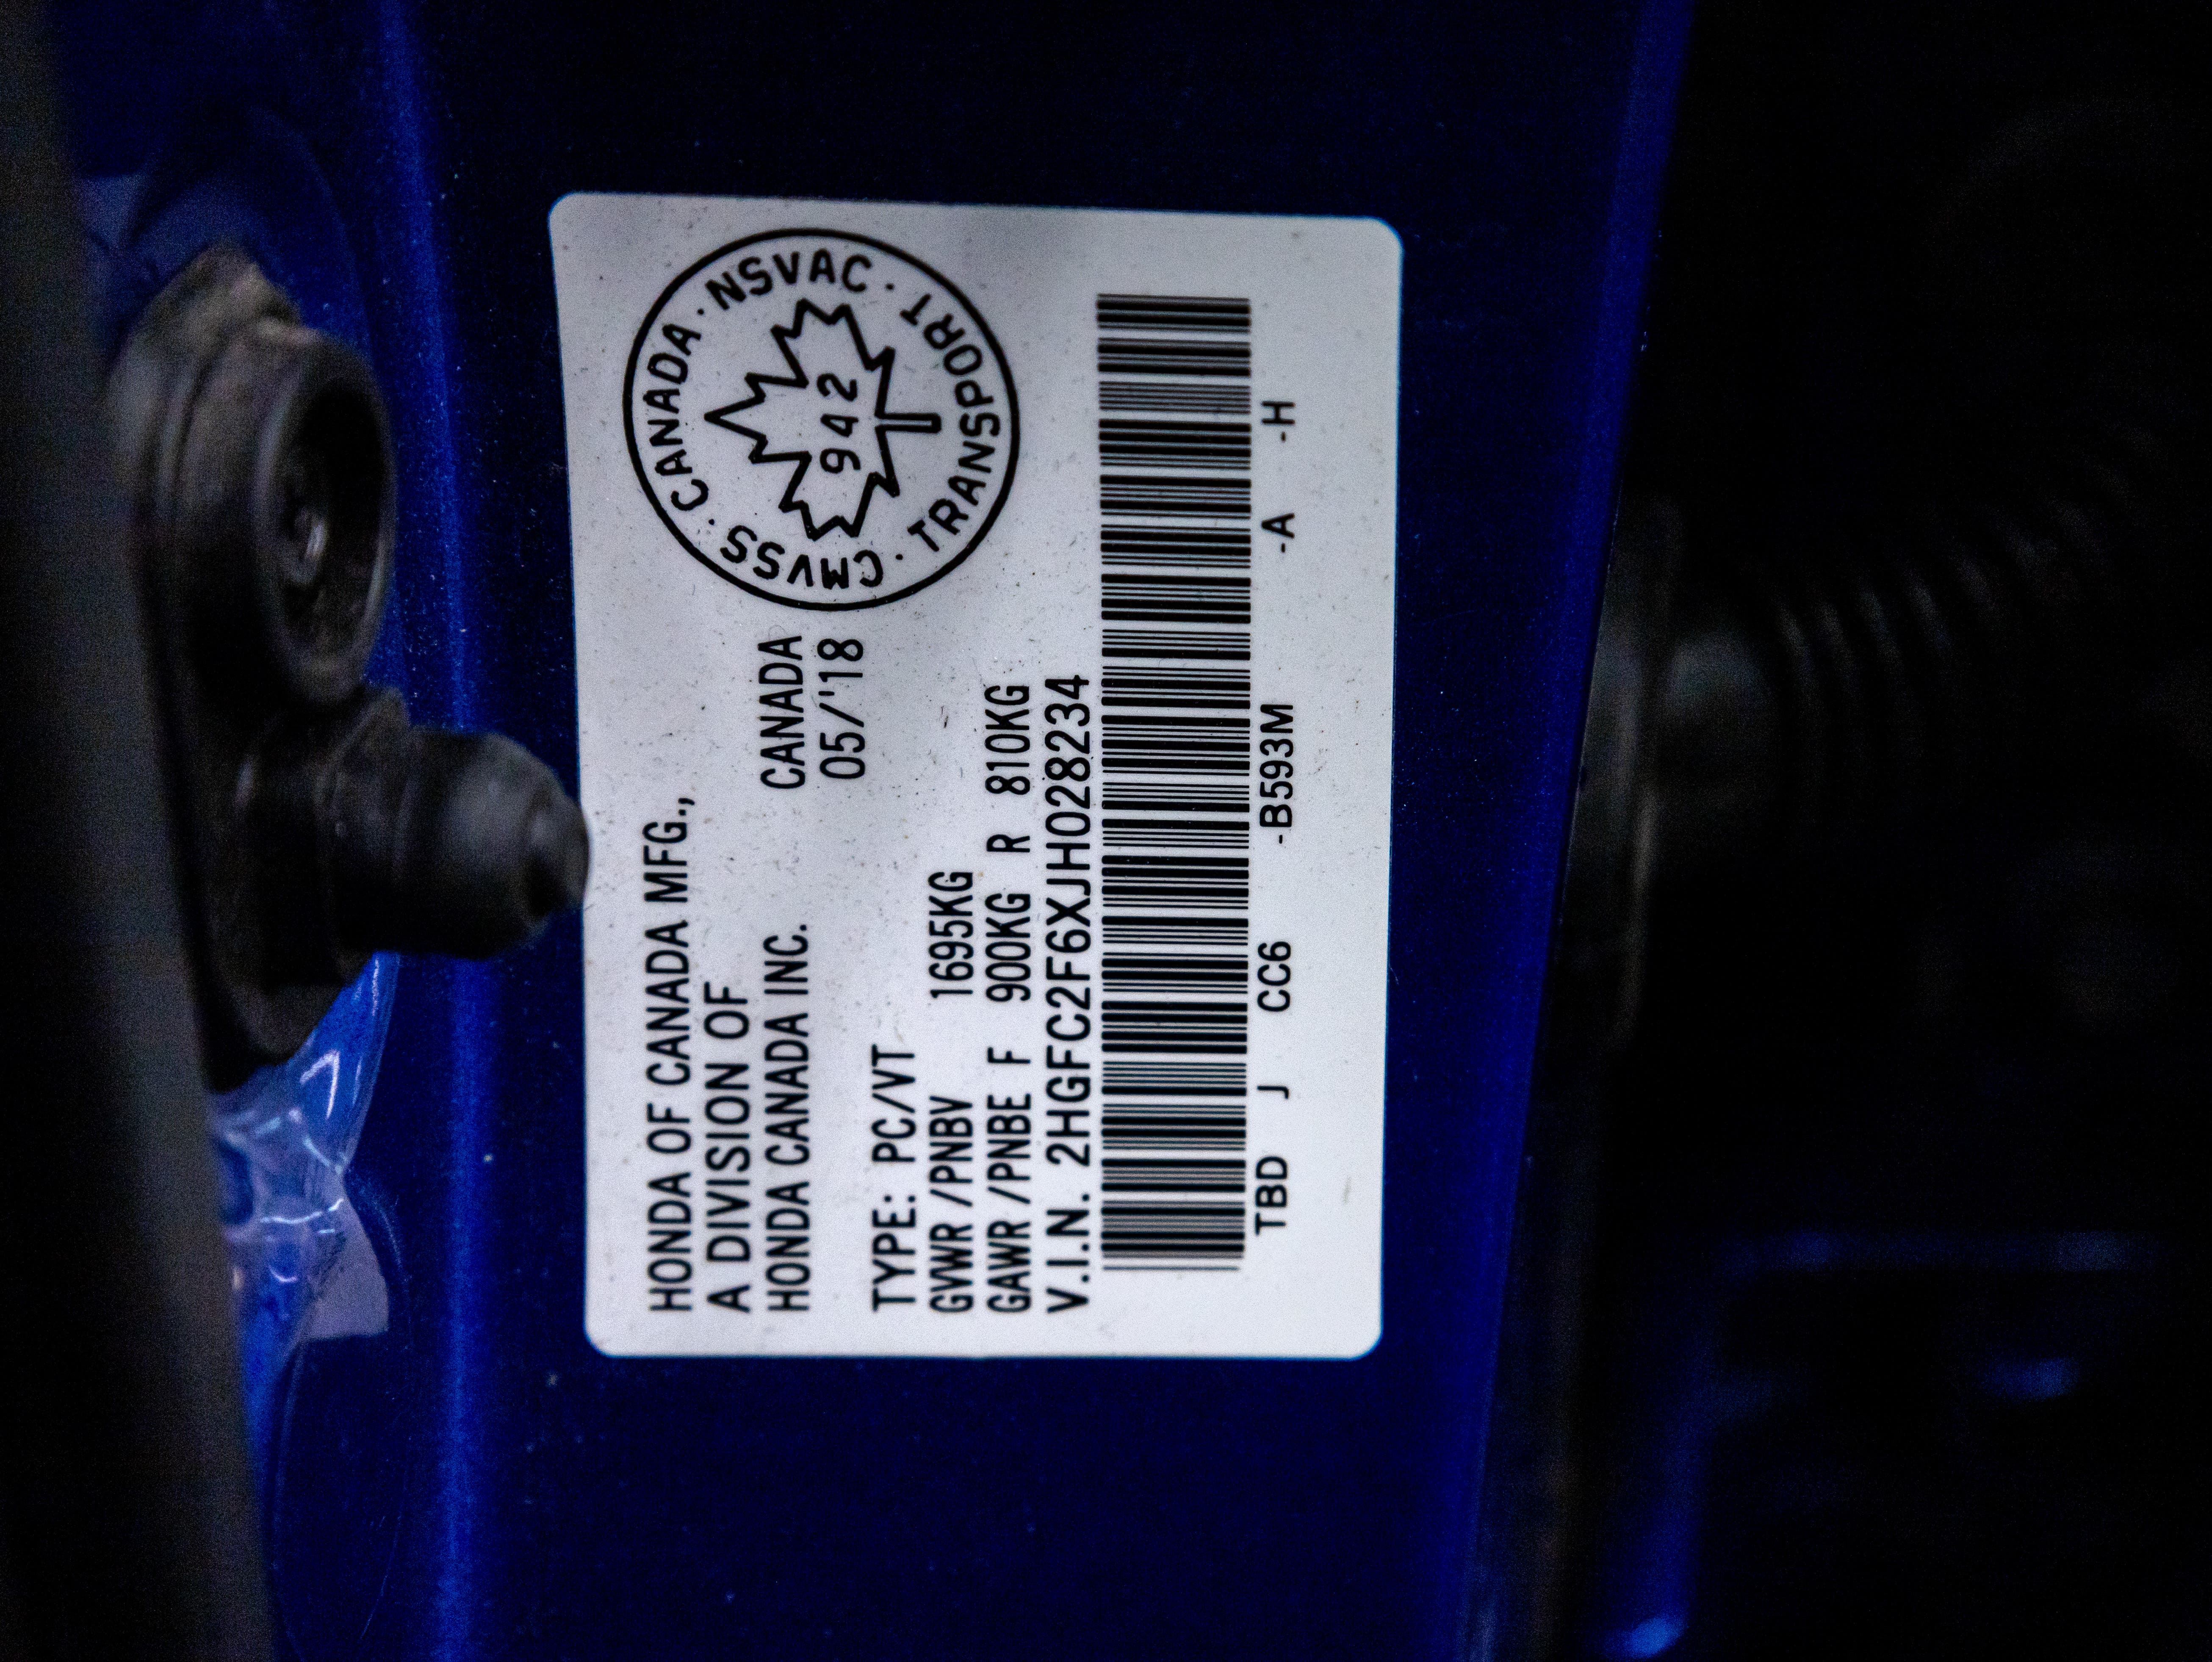 HONDA OF CANADA MFG.,
A DIVISION OF
HONDA CANADA INC. CANADA
05/'18
CMVSS · CANADA · NSVAC · TRANSPORT · TRANSPORT
942
TYPE: PC/VT
GVWR /PNBV 1695KG
GAWR /PNBE F 900KG R 810KG
V.I.N. 2HGFC2F6XJH028234
TBD J CC6 -B593M -A -H